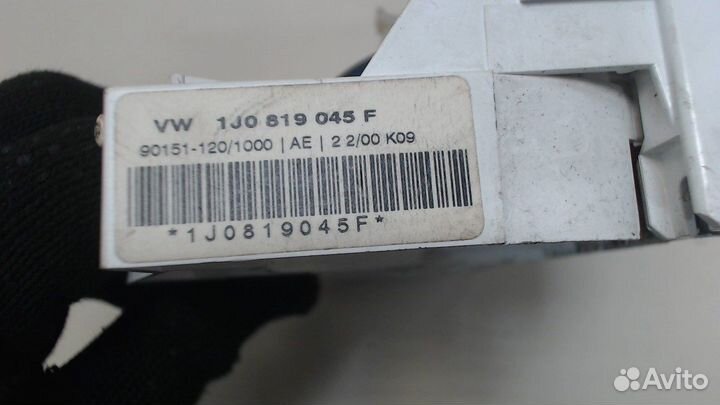 VW 1J0 819 045 F
90151-120/1000 | AE | 2 2/00 K09
*1J0819045F*
Avito